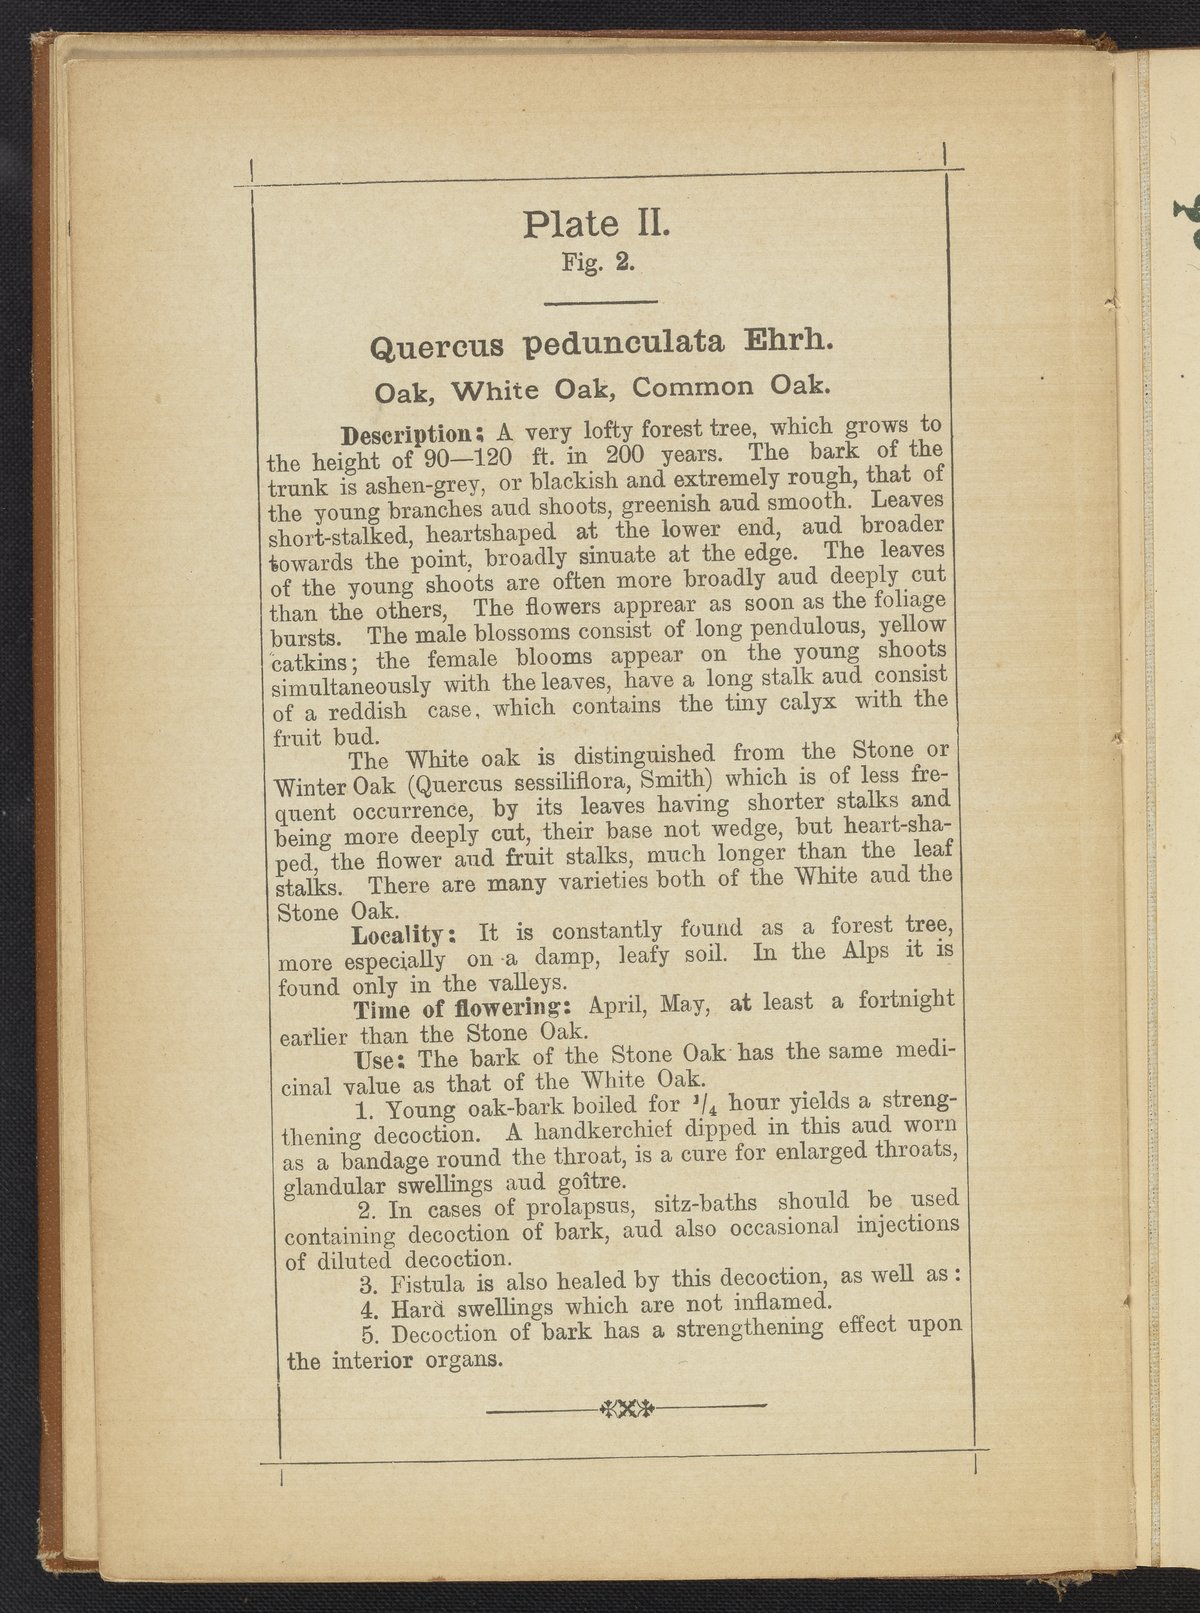 Plate II.
Fig. 2.
Quercus pedunculata Ehrh.
Oak, White Oak, Common Oak.
Description: A very lofty forest tree, which grows to
the height of 90—120 ft. in 200 years. The bark of the
trunk is ashen-grey, or blackish and extremely rough, that of
the young branches aud shoots, greenish aud smooth. Leaves
short-stalked, heartshaped at the lower end, aud broader
towards the point, broadly sinuate at the edge. The leaves
of the young shoots are often more broadly aud deeply cut
than the others, The flowers apprear as soon as the foliage
bursts. The male blossoms consist of long pendulous, yellow
catkins; the female blooms appear on the young shoots
simultaneously with the leaves, have a long stalk aud consist
of a reddish case, which contains the tiny calyx with the
fruit bud.
The White oak is distinguished from the Stone or
Winter Oak (Quercus sessiliflora, Smith) which is of less fre-
quent occurrence, by its leaves having shorter stalks and
being more deeply cut, their base not wedge, but heart-sha-
ped, the flower aud fruit stalks, much longer than the leaf
stalks. There are many varieties both of the White aud the
Stone Oak.
Locality: It is constantly found as a forest tree,
more especially on a damp, leafy soil. In the Alps it is
found only in the valleys.
Time of flowering: April, May, at least a fortnight
earlier than the Stone Oak.
Use: The bark of the Stone Oak has the same medi-
cinal value as that of the White Oak.
1. Young oak-bark boiled for 1/4 hour yields a streng-
thening decoction. A handkerchief dipped in this aud worn
as a bandage round the throat, is a cure for enlarged throats,
glandular swellings aud goître.
2. In cases of prolapsus, sitz-baths should be used
containing decoction of bark, aud also occasional injections
of diluted decoction.
3. Fistula is also healed by this decoction, as well as:
4. Hard swellings which are not inflamed.
5. Decoction of bark has a strengthening effect upon
the interior organs.